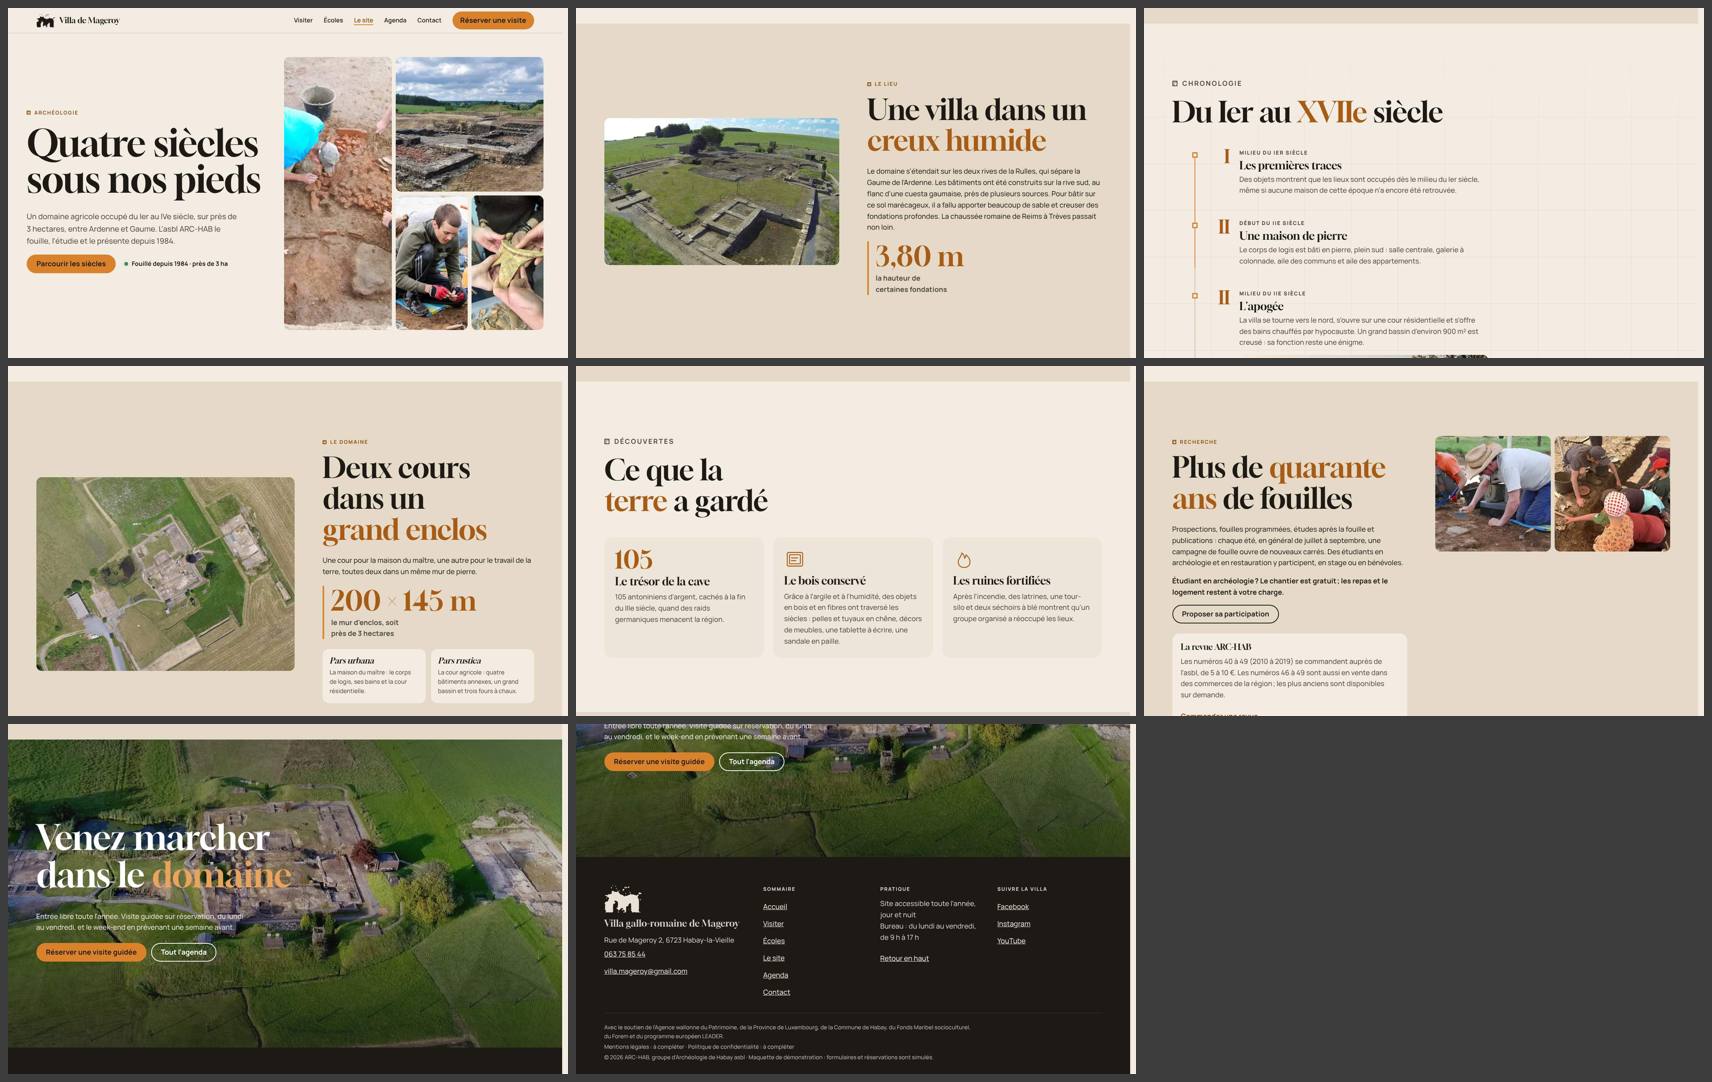 Villa de Mageroy
Visiter
Écoles
Le site
Agenda
Contact
Réserver une visite
ARCHÉOLOGIE
Quatre siècles
sous nos pieds
Un domaine agricole occupé du Ier au IVe siècle, sur près de
3 hectares, entre Ardenne et Gaume. L'asbl ARC-HAB le
fouille, l'étudie et le présente depuis 1984.
Parcourir les siècles
Fouillé depuis 1984 · près de 3 ha
LE LIEU
Une villa dans un
creux humide
Le domaine s'étendait sur les deux rives de la Rulles, qui sépare la
Gaume de l'Ardenne. Les bâtiments ont été construits sur la rive sud, au
flanc d'une cuesta gaumaise, près de plusieurs sources. Pour bâtir sur
ce sol marécageux, il a fallu apporter beaucoup de sable et creuser des
fondations profondes. La chaussée romaine de Reims à Trèves passait
non loin.
3,80 m
la hauteur de
certaines fondations
CHRONOLOGIE
Du Ier au XVIIe siècle
I
MILIEU DU IER SIÈCLE
Les premières traces
Des objets montrent que les lieux sont occupés dès le milieu du Ier siècle,
même si aucune maison de cette époque n'a encore été retrouvée.
II
DÉBUT DU IIE SIÈCLE
Une maison de pierre
Le corps de logis est bâti en pierre, plein sud : salle centrale, galerie à
colonnade, aile des communs et aile des appartements.
II
MILIEU DU IIE SIÈCLE
L'apogée
La villa se tourne vers le nord, s'ouvre sur une cour résidentielle et s'offre
des bains chauffés par hypocauste. Un grand bassin d'environ 900 m² est
creusé : sa fonction reste une énigme.
LE DOMAINE
Deux cours
dans un
grand enclos
Une cour pour la maison du maître, une autre pour le travail de la
terre, toutes deux dans un même mur de pierre.
200 × 145 m
le mur d'enclos, soit
près de 3 hectares
Pars urbana
La maison du maître : le corps
de logis, ses bains et la cour
résidentielle.
Pars rustica
La cour agricole : quatre
bâtiments annexes, un grand
bassin et trois fours à chaux.
DÉCOUVERTES
Ce que la
terre a gardé
105
Le trésor de la cave
105 antoniniens d'argent, cachés à la fin
du IIIe siècle, quand des raids
germaniques menacent la région.
Le bois conservé
Grâce à l'argile et à l'humidité, des objets
en bois et en fibres ont traversé les
siècles : pelles et tuyaux en chêne, décors
de meubles, une tablette à écrire, une
sandale en paille.
Les ruines fortifiées
Après l'incendie, des latrines, une tour-
silo et deux séchoirs à blé montrent qu'un
groupe organisé a réoccupé les lieux.
RECHERCHE
Plus de quarante
ans de fouilles
Prospections, fouilles programmées, études après la fouille et
publications : chaque été, en général de juillet à septembre, une
campagne de fouille ouvre de nouveaux carrés. Des étudiants en
archéologie et en restauration y participent, en stage ou en bénévoles.
Étudiant en archéologie ? Le chantier est gratuit ; les repas et le
logement restent à votre charge.
Proposer sa participation
La revue ARC-HAB
Les numéros 40 à 49 (2010 à 2019) se commandent auprès de
l'asbl, de 5 à 10 €. Les numéros 46 à 49 sont aussi en vente dans
des commerces de la région ; les plus anciens sont disponibles
sur demande.
Venez marcher
dans le domaine
Entrée libre toute l'année. Visite guidée sur réservation, du lundi
au vendredi, et le week-end en prévenant une semaine avant.
Réserver une visite guidée
Tout l'agenda
Entrée libre toute l'année. Visite guidée sur réservation, du lundi
au vendredi, et le week-end en prévenant une semaine avant.
Réserver une visite guidée
Tout l'agenda
Villa gallo-romaine de Mageroy
Rue de Mageroy 2, 6723 Habay-la-Vieille
063 75 85 44
villa.mageroy@gmail.com
SOMMAIRE
Accueil
Visiter
Écoles
Le site
Agenda
Contact
PRATIQUE
Site accessible toute l'année,
jour et nuit
Bureau : du lundi au vendredi,
de 9 h à 17 h
Retour en haut
SUIVRE LA VILLA
Facebook
Instagram
YouTube
Avec le soutien de l'Agence wallonne du Patrimoine, de la Province de Luxembourg, de la Commune de Habay, du Fonds Maribel socioculturel,
du Forem et du programme européen LEADER.
Mentions légales : à compléter · Politique de confidentialité : à compléter
© 2026 ARC-HAB, groupe d'Archéologie de Habay asbl · Maquette de démonstration : formulaires et réservations sont simulés.